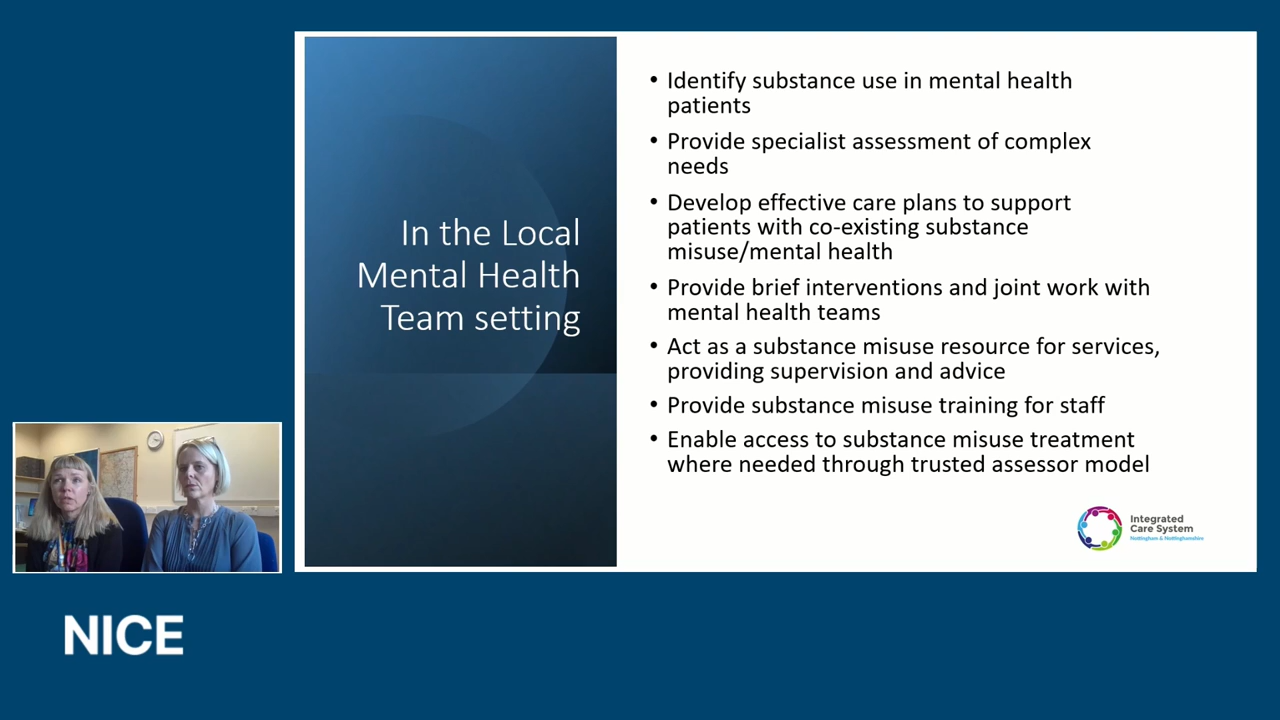 In the Local
Mental Health
Team setting
• Identify substance use in mental health
patients
• Provide specialist assessment of complex
needs
• Develop effective care plans to support
patients with co-existing substance
misuse/mental health
• Provide brief interventions and joint work with
mental health teams
• Act as a substance misuse resource for services,
providing supervision and advice
• Provide substance misuse training for staff
• Enable access to substance misuse treatment
where needed through trusted assessor model
Integrated
Care System
Nottingham & Nottinghamshire
NICE